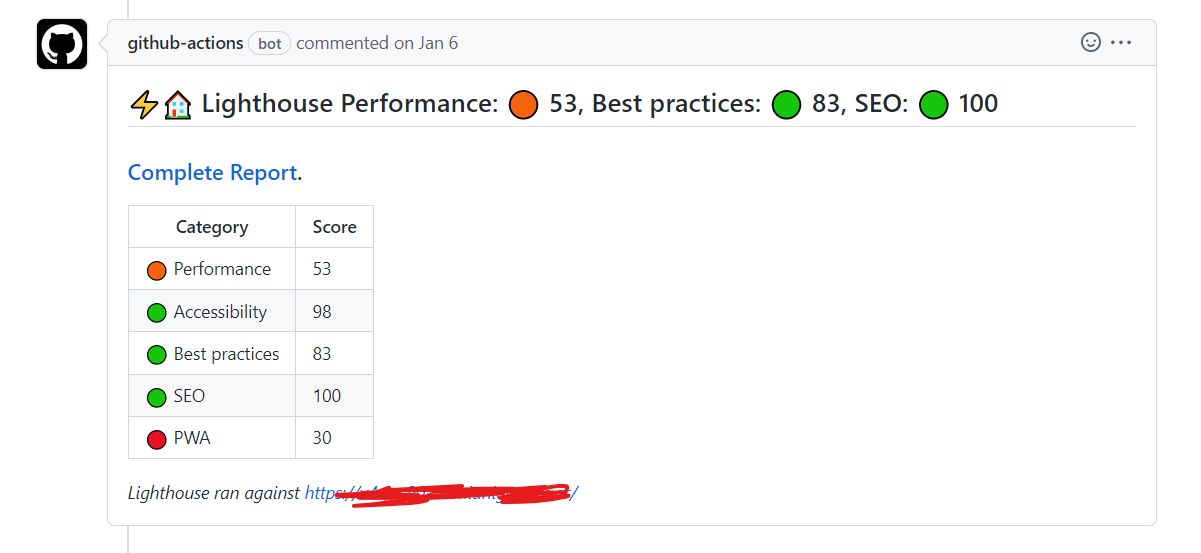 github-actions bot commented on Jan 6
⚡🏠 Lighthouse Performance: 🟠 53, Best practices: 🟢 83, SEO: 🟢 100
Complete Report.
Category Score
🟠 Performance 53
🟢 Accessibility 98
🟢 Best practices 83
🟢 SEO 100
🔴 PWA 30
Lighthouse ran against https:/